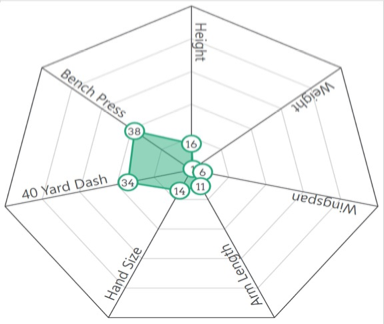 Height
Weight
Wingspan
Arm Length
Hand Size
40 Yard Dash
Bench Press
16
6
11
14
34
38